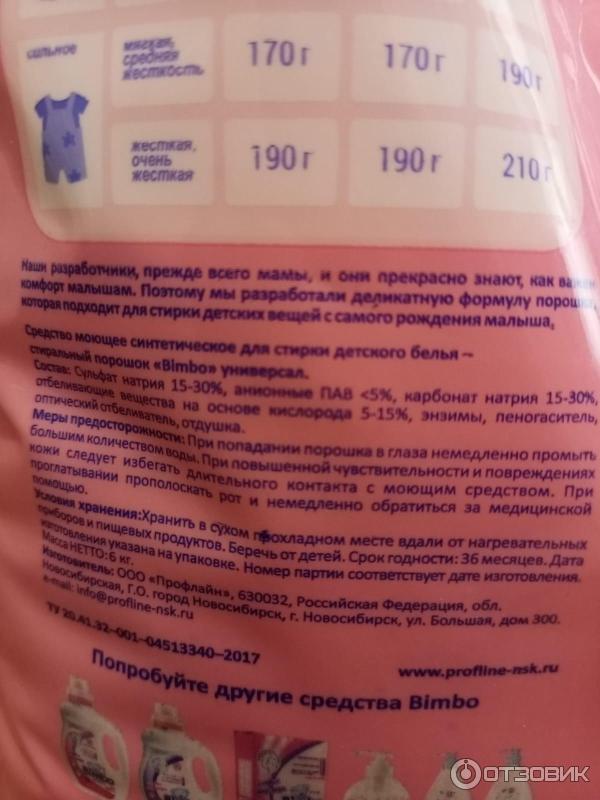 сильное
мягкая, средняя жесткость
170 г
170 г
190 г
жесткая, очень жесткая
190 г
190 г
210 г
Наши разработчики, прежде всего мамы, и они прекрасно знают, как важен
комфорт малышам. Поэтому мы разработали деликатную формулу порошка,
которая подходит для стирки детских вещей с самого рождения малыша.
Средство моющее синтетическое для стирки детского белья –
стиральный порошок «Bimbo» универсал.
Состав: Сульфат натрия 15-30%, анионные ПАВ <5%, карбонат натрия 15-30%,
отбеливающие вещества на основе кислорода 5-15%, энзимы, пеногаситель,
оптический отбеливатель, отдушка.
Меры предосторожности: При попадании порошка в глаза немедленно промыть
большим количеством воды. При повышенной чувствительности и повреждениях
кожи следует избегать длительного контакта с моющим средством. При
проглатывании прополоскать рот и немедленно обратиться за медицинской
помощью.
Условия хранения:Хранить в сухом прохладном месте вдали от нагревательных
приборов и пищевых продуктов. Беречь от детей. Срок годности: 36 месяцев. Дата
изготовления указана на упаковке. Номер партии соответствует дате изготовления.
Масса НЕТТО: 6 кг.
Изготовитель: ООО «Профлайн», 630032, Российская Федерация, обл.
Новосибирская, Г.О. город Новосибирск, г. Новосибирск, ул. Большая, дом 300.
e-mail: info@profline-nsk.ru
ТУ 20.41.32–001–04513340–2017
www.profline-nsk.ru
Попробуйте другие средства Bimbo
ОТЗОВИК